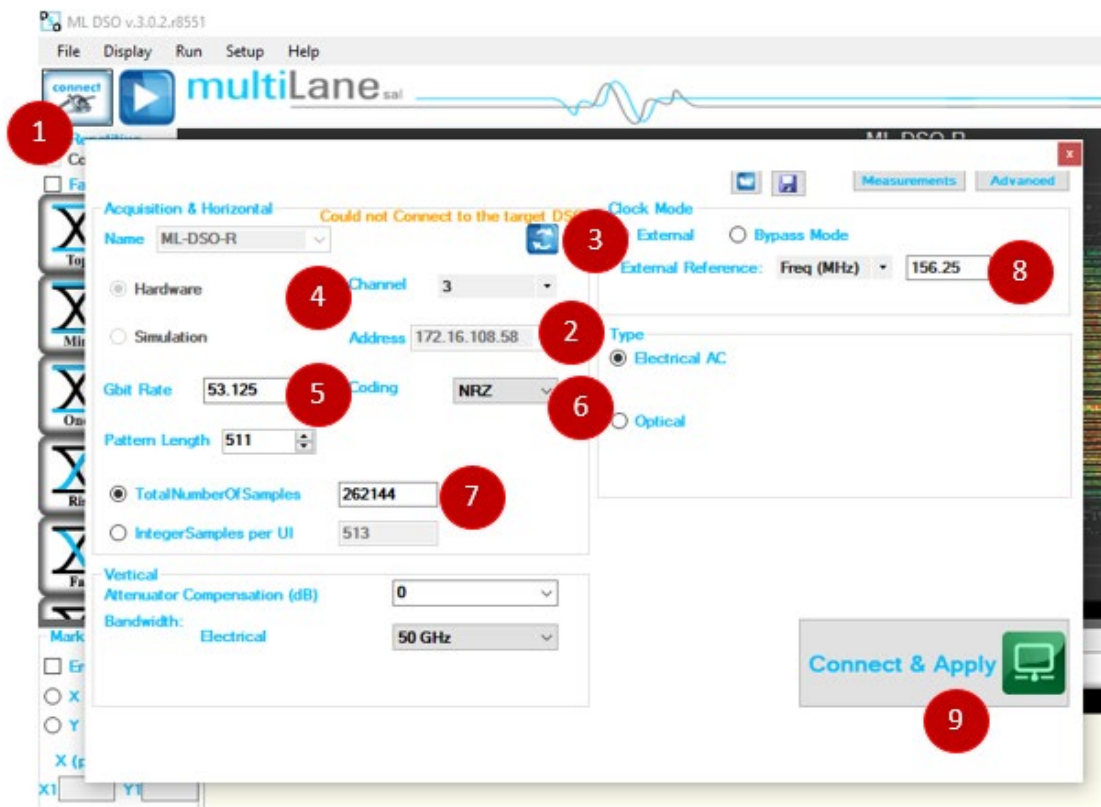 ML DSO v.3.0.2.r8551
File Display Run Setup Help
connect
multiLane sal
1
ML-DSO-R
x
Measurements Advanced
Acquisition & Horizontal
Could not Connect to the target DSO
Clock Mode
Name ML-DSO-R
3
External Bypass Mode
Hardware
4
Channel 3
External Reference: Freq (MHz) 156.25
8
Simulation
Address 172.16.108.58
2
Type
Electrical AC
Gbit Rate 53.125
5
Coding NRZ
6
Optical
Pattern Length 511
TotalNumberOfSamples 262144
7
IntegerSamples per UI 513
Vertical
Attenuator Compensation (dB) 0
Bandwidth:
Electrical 50 GHz
Connect & Apply
9
X
Y
X1 Y1